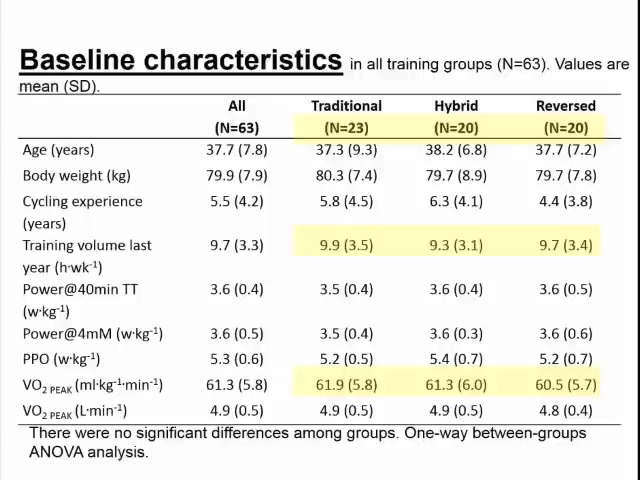 Baseline characteristics in all training groups (N=63). Values are
mean (SD).
All Traditional Hybrid Reversed
(N=63) (N=23) (N=20) (N=20)
Age (years) 37.7 (7.8) 37.3 (9.3) 38.2 (6.8) 37.7 (7.2)
Body weight (kg) 79.9 (7.9) 80.3 (7.4) 79.7 (8.9) 79.7 (7.8)
Cycling experience 5.5 (4.2) 5.8 (4.5) 6.3 (4.1) 4.4 (3.8)
(years)
Training volume last 9.7 (3.3) 9.9 (3.5) 9.3 (3.1) 9.7 (3.4)
year (h·wk⁻¹)
Power@40min TT 3.6 (0.4) 3.5 (0.4) 3.6 (0.4) 3.6 (0.5)
(w·kg⁻¹)
Power@4mM (w·kg⁻¹) 3.6 (0.5) 3.5 (0.4) 3.6 (0.3) 3.6 (0.6)
PPO (w·kg⁻¹) 5.3 (0.6) 5.2 (0.5) 5.4 (0.7) 5.2 (0.7)
VO₂ PEAK (ml·kg⁻¹·min⁻¹) 61.3 (5.8) 61.9 (5.8) 61.3 (6.0) 60.5 (5.7)
VO₂ PEAK (L·min⁻¹) 4.9 (0.5) 4.9 (0.5) 4.9 (0.5) 4.8 (0.4)
There were no significant differences among groups. One-way between-groups
ANOVA analysis.